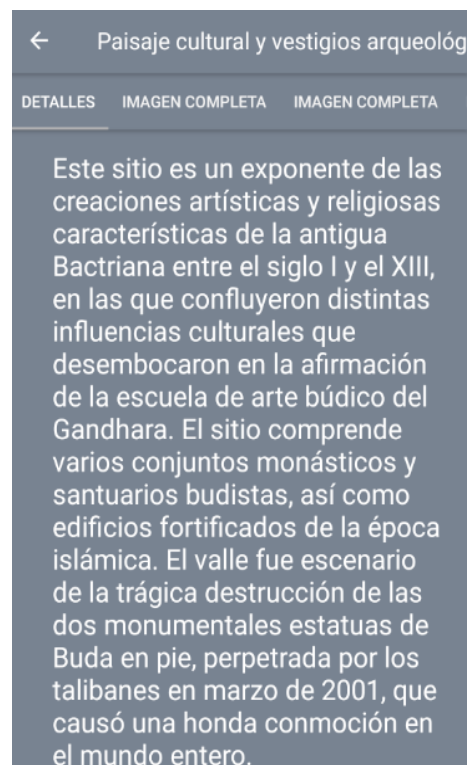 Paisaje cultural y vestigios arqueológ
DETALLES IMAGEN COMPLETA IMAGEN COMPLETA
Este sitio es un exponente de las
creaciones artísticas y religiosas
características de la antigua
Bactriana entre el siglo I y el XIII,
en las que confluyeron distintas
influencias culturales que
desembocaron en la afirmación
de la escuela de arte búdico del
Gandhara. El sitio comprende
varios conjuntos monásticos y
santuarios budistas, así como
edificios fortificados de la época
islámica. El valle fue escenario
de la trágica destrucción de las
dos monumentales estatuas de
Buda en pie, perpetrada por los
talibanes en marzo de 2001, que
causó una honda conmoción en
el mundo entero.